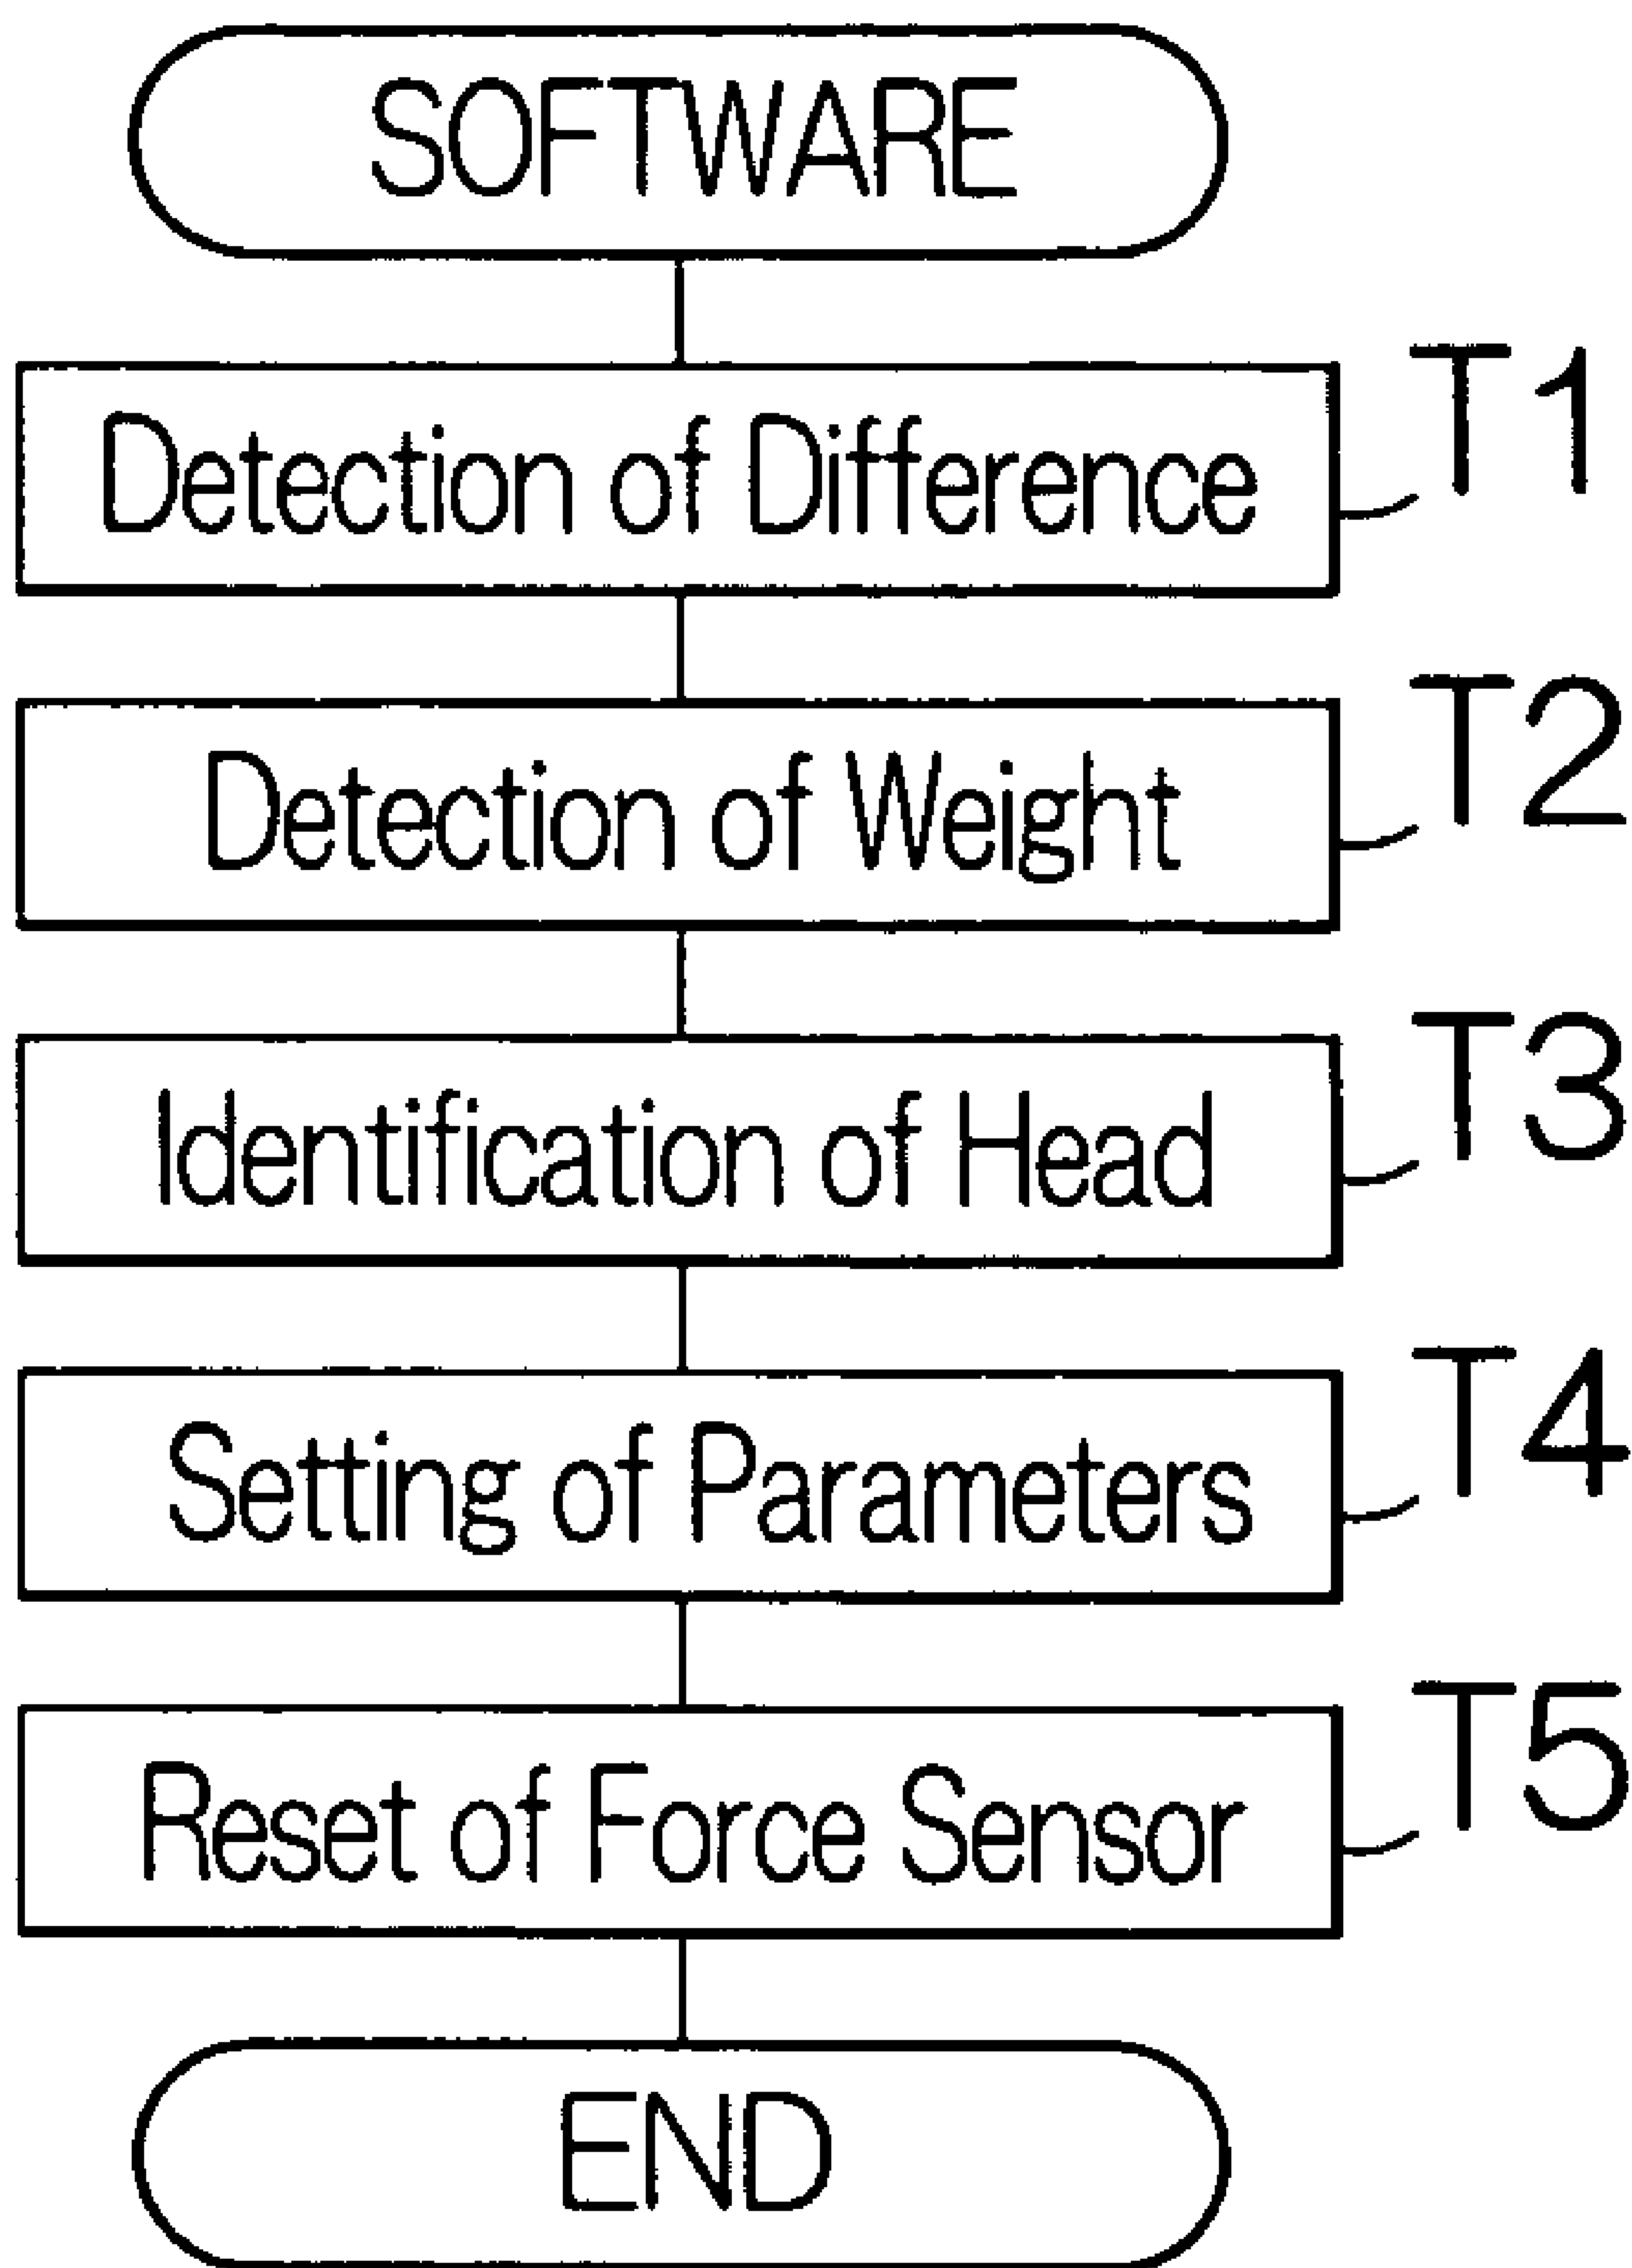 SOFTWARE
Detection of Difference
T1
Detection of Weight
T2
Identification of Head
T3
Setting of Parameters
T4
Reset of Force Sensor
T5
END